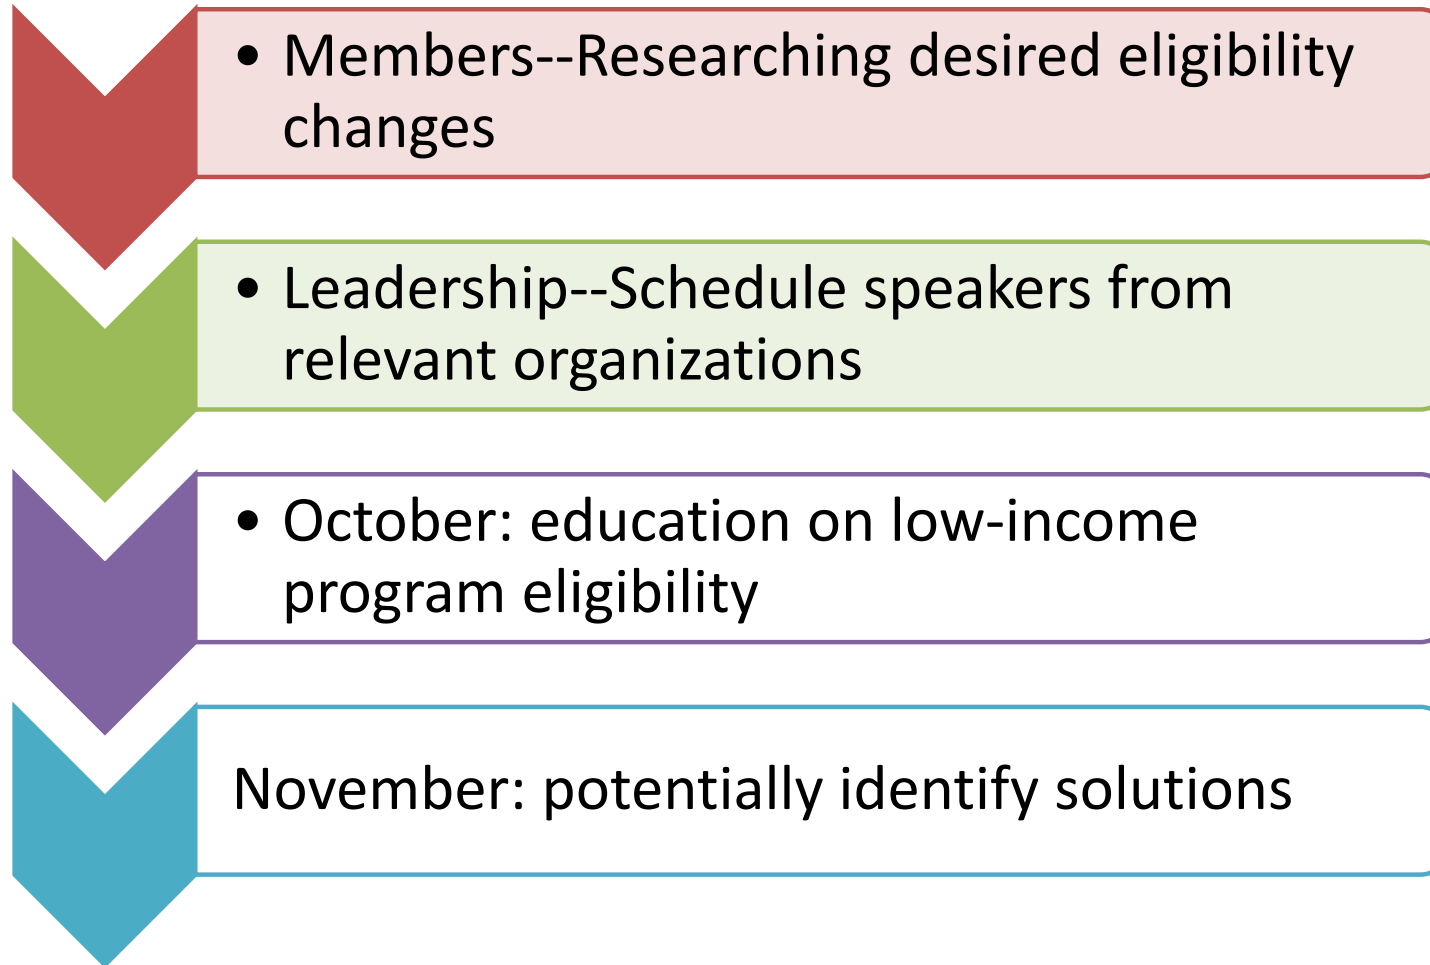 • Members--Researching desired eligibility
changes
• Leadership--Schedule speakers from
relevant organizations
• October: education on low-income
program eligibility
November: potentially identify solutions